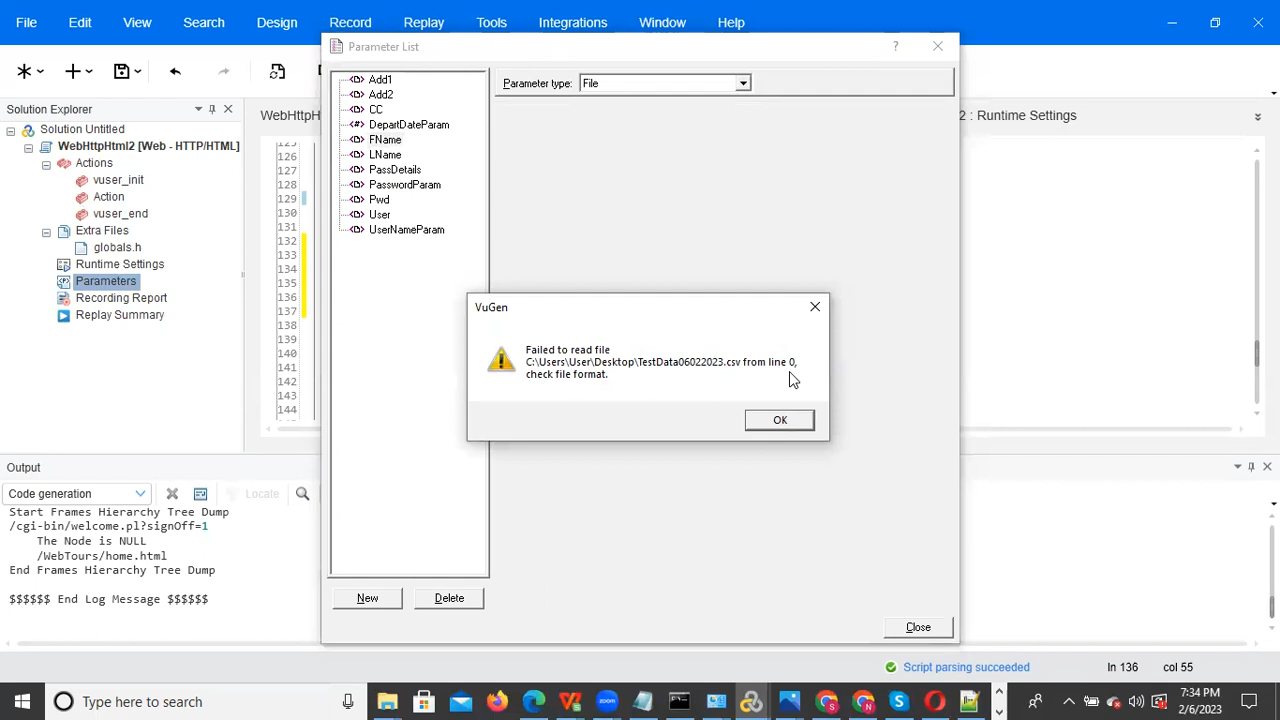 File Edit View Search Design Record Replay Tools Integrations Window Help
Parameter List ?
Solution Explorer
Solution Untitled
WebHttpHtml2 [Web - HTTP/HTML]
Actions
vuser_init
Action
vuser_end
Extra Files
globals.h
Runtime Settings
Parameters
Recording Report
Replay Summary
WebHttpH
2 : Runtime Settings
126
127
128
129
130
131
132
133
134
135
136
137
138
139
140
141
142
143
144
Add1
Add2
CC
DepartDateParam
FName
LName
PassDetails
PasswordParam
Pwd
User
UserNameParam
Parameter type: File
VuGen
Failed to read file
C:\Users\User\Desktop\TestData06022023.csv from line 0,
check file format.
OK
New Delete
Close
Output
Code generation Locate
Start Frames Hierarchy Tree Dump
/cgi-bin/welcome.pl?signOff=1
The Node is NULL
/WebTours/home.html
End Frames Hierarchy Tree Dump
$$$$$$ End Log Message $$$$$$
Script parsing succeeded ln 136 col 55
Type here to search
7:34 PM
2/6/2023